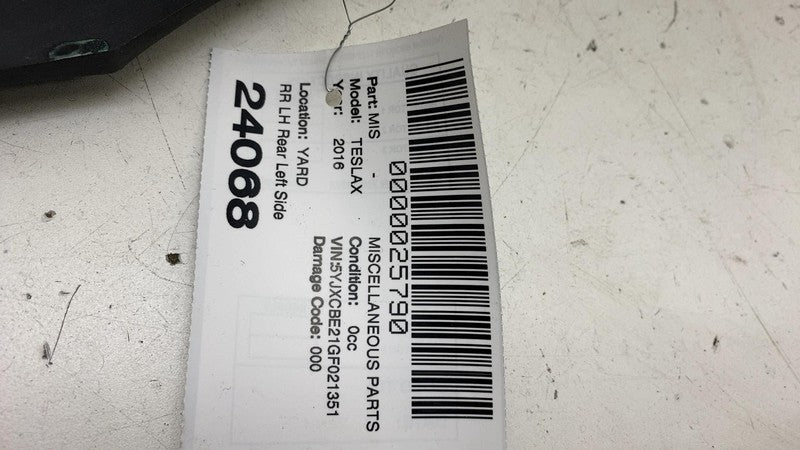 0000025790
Part: MIS - MISCELLANEOUS PARTS
Model: TESLAX Condition: 0cc
Year: 2016 VIN:5YJXCBE21GF021351
Damage Code: 000
Location: YARD
RR LH Rear Left Side
24068